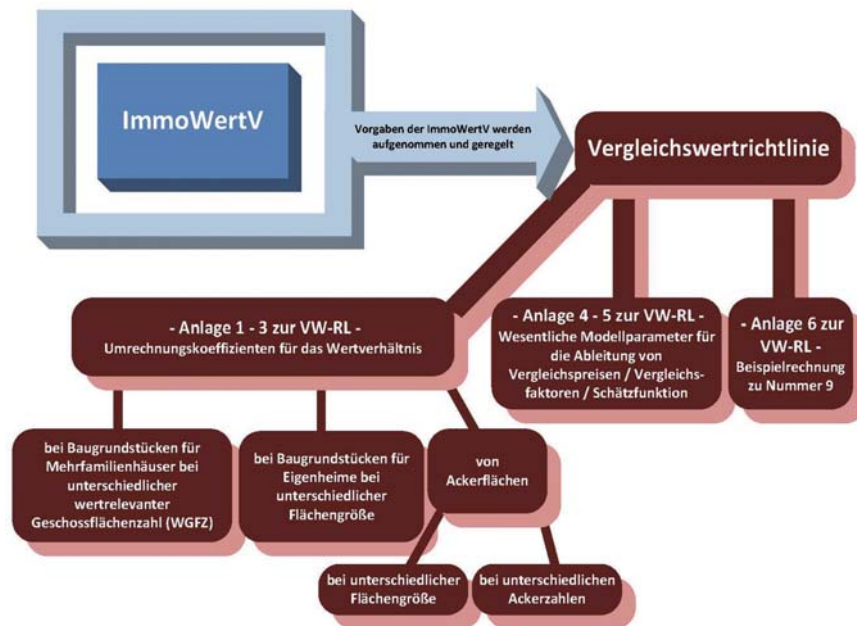 ImmoWertV
Vorgaben der ImmoWertV werden
aufgenommen und geregelt
Vergleichswertrichtlinie
- Anlage 1 - 3 zur VW-RL -
Umrechnungskoeffizienten für das Wertverhältnis
- Anlage 4 - 5 zur VW-RL -
Wesentliche Modellparameter für
die Ableitung von
Vergleichspreisen / Vergleichs-
faktoren / Schätzfunktion
- Anlage 6 zur
VW-RL -
Beispielrechnung
zu Nummer 9
bei Baugrundstücken für
Mehrfamilienhäuser bei
unterschiedlicher
wertrelevanter
Geschossflächenzahl (WGFZ)
bei Baugrundstücken für
Eigenheime bei
unterschiedlicher
Flächengröße
von
Ackerflächen
bei unterschiedlicher
Flächengröße
bei unterschiedlichen
Ackerzahlen